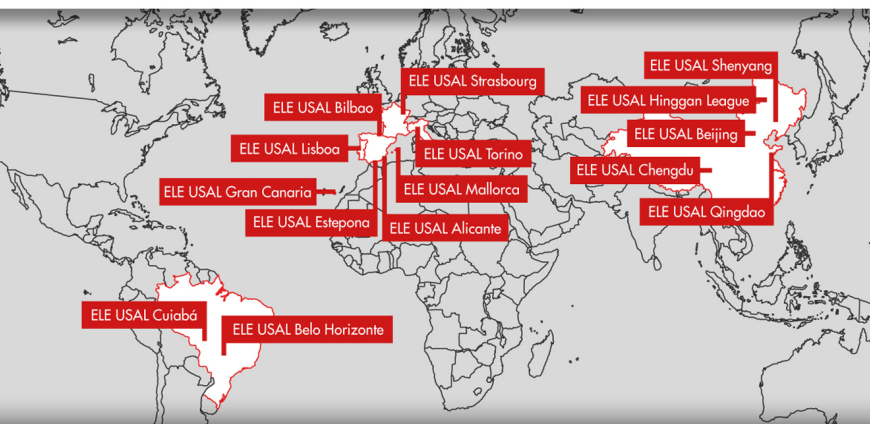 ELE USAL Shenyang
ELE USAL Strasbourg
ELE USAL Hinggan League
ELE USAL Bilbao
ELE USAL Beijing
ELE USAL Lisboa
ELE USAL Torino
ELE USAL Chengdu
ELE USAL Gran Canaria
ELE USAL Mallorca
ELE USAL Qingdao
ELE USAL Estepona
ELE USAL Alicante
ELE USAL Cuiabá
ELE USAL Belo Horizonte